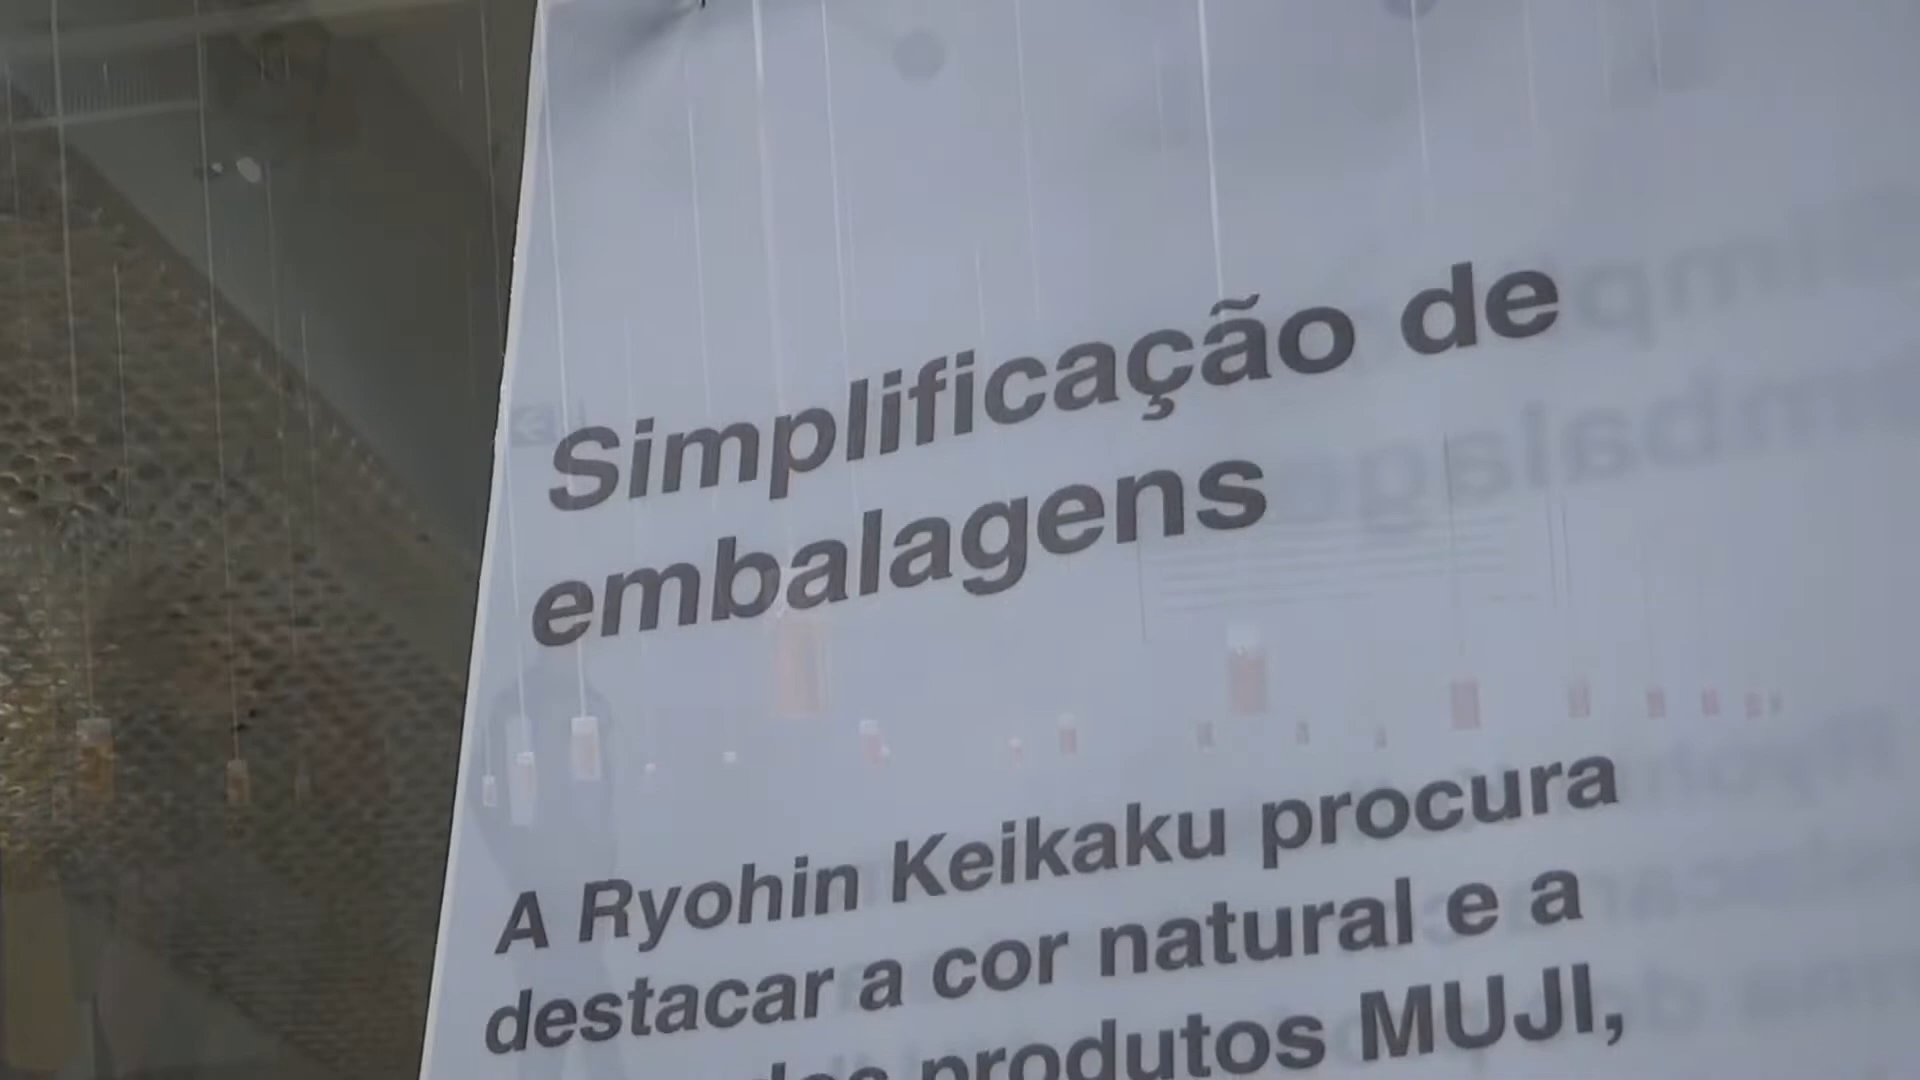 Simplificação de
embalagens
A Ryohin Keikaku procura
destacar a cor natural e a
produtos MUJI,